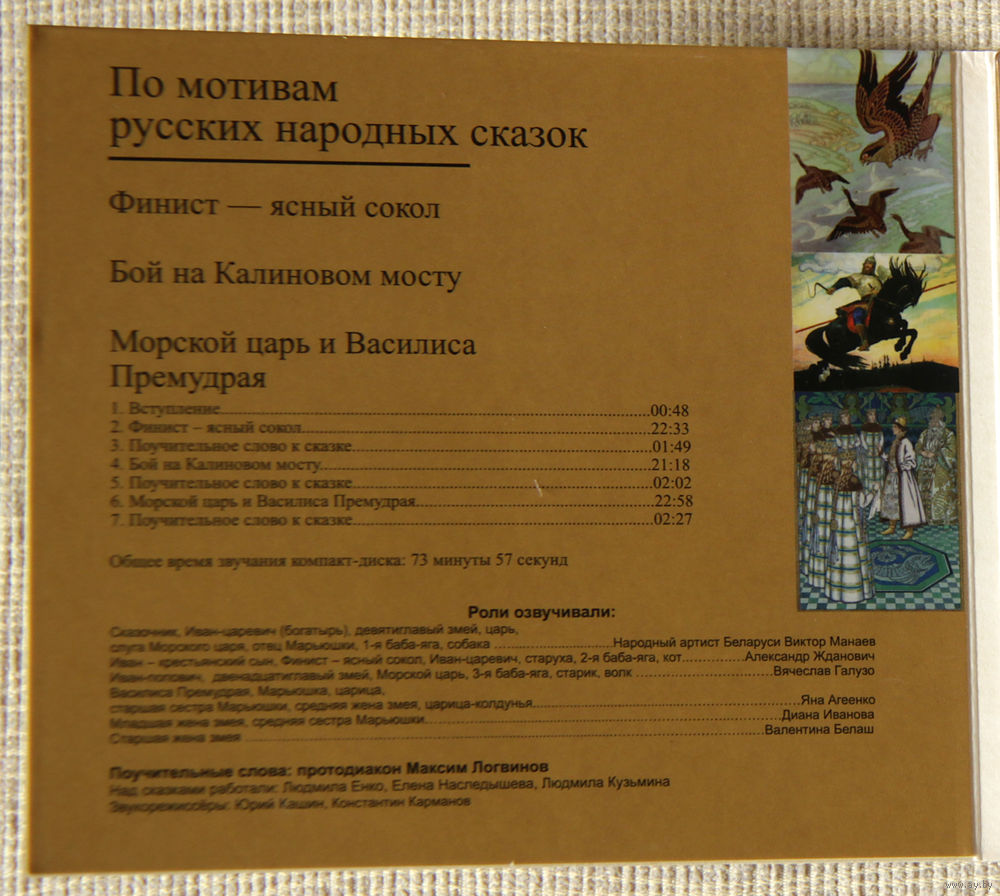 По мотивам
русских народных сказок
Финист — ясный сокол
Бой на Калиновом мосту
Морской царь и Василиса
Премудрая
1. Вступление..........00:48
2. Финист – ясный сокол..........22:33
3. Поучительное слово к сказке..........01:49
4. Бой на Калиновом мосту..........21:18
5. Поучительное слово к сказке..........02:02
6. Морской царь и Василиса Премудрая..........22:58
7. Поучительное слово к сказке..........02:27
Общее время звучания компакт-диска: 73 минуты 57 секунд
Роли озвучивали:
Сказочник, Иван-царевич (богатырь), девятиглавый змей, царь,
слуга Морского царя, отец Марьюшки, 1-я баба-яга, собака ..........Народный артист Беларуси Виктор Манаев
Иван – крестьянский сын, Финист – ясный сокол, Иван-царевич, старуха, 2-я баба-яга, кот..........Александр Жданович
Иван-попович, двенадцатиглавый змей, Морской царь, 3-я баба-яга, старик, волк ..........Вячеслав Галузо
Василиса Премудрая, Марьюшка, царица,
старшая сестра Марьюшки, средняя жена змея, царица-колдунья..........Яна Агеенко
Младшая жена змея, средняя сестра Марьюшки..........Диана Иванова
Старшая жена змея ..........Валентина Белаш
Поучительные слова: протодиакон Максим Логвинов
Над сказками работали: Людмила Енко, Елена Наследышева, Людмила Кузьмина
Звукорежиссёры: Юрий Кашин, Константин Карманов
www.ay.by